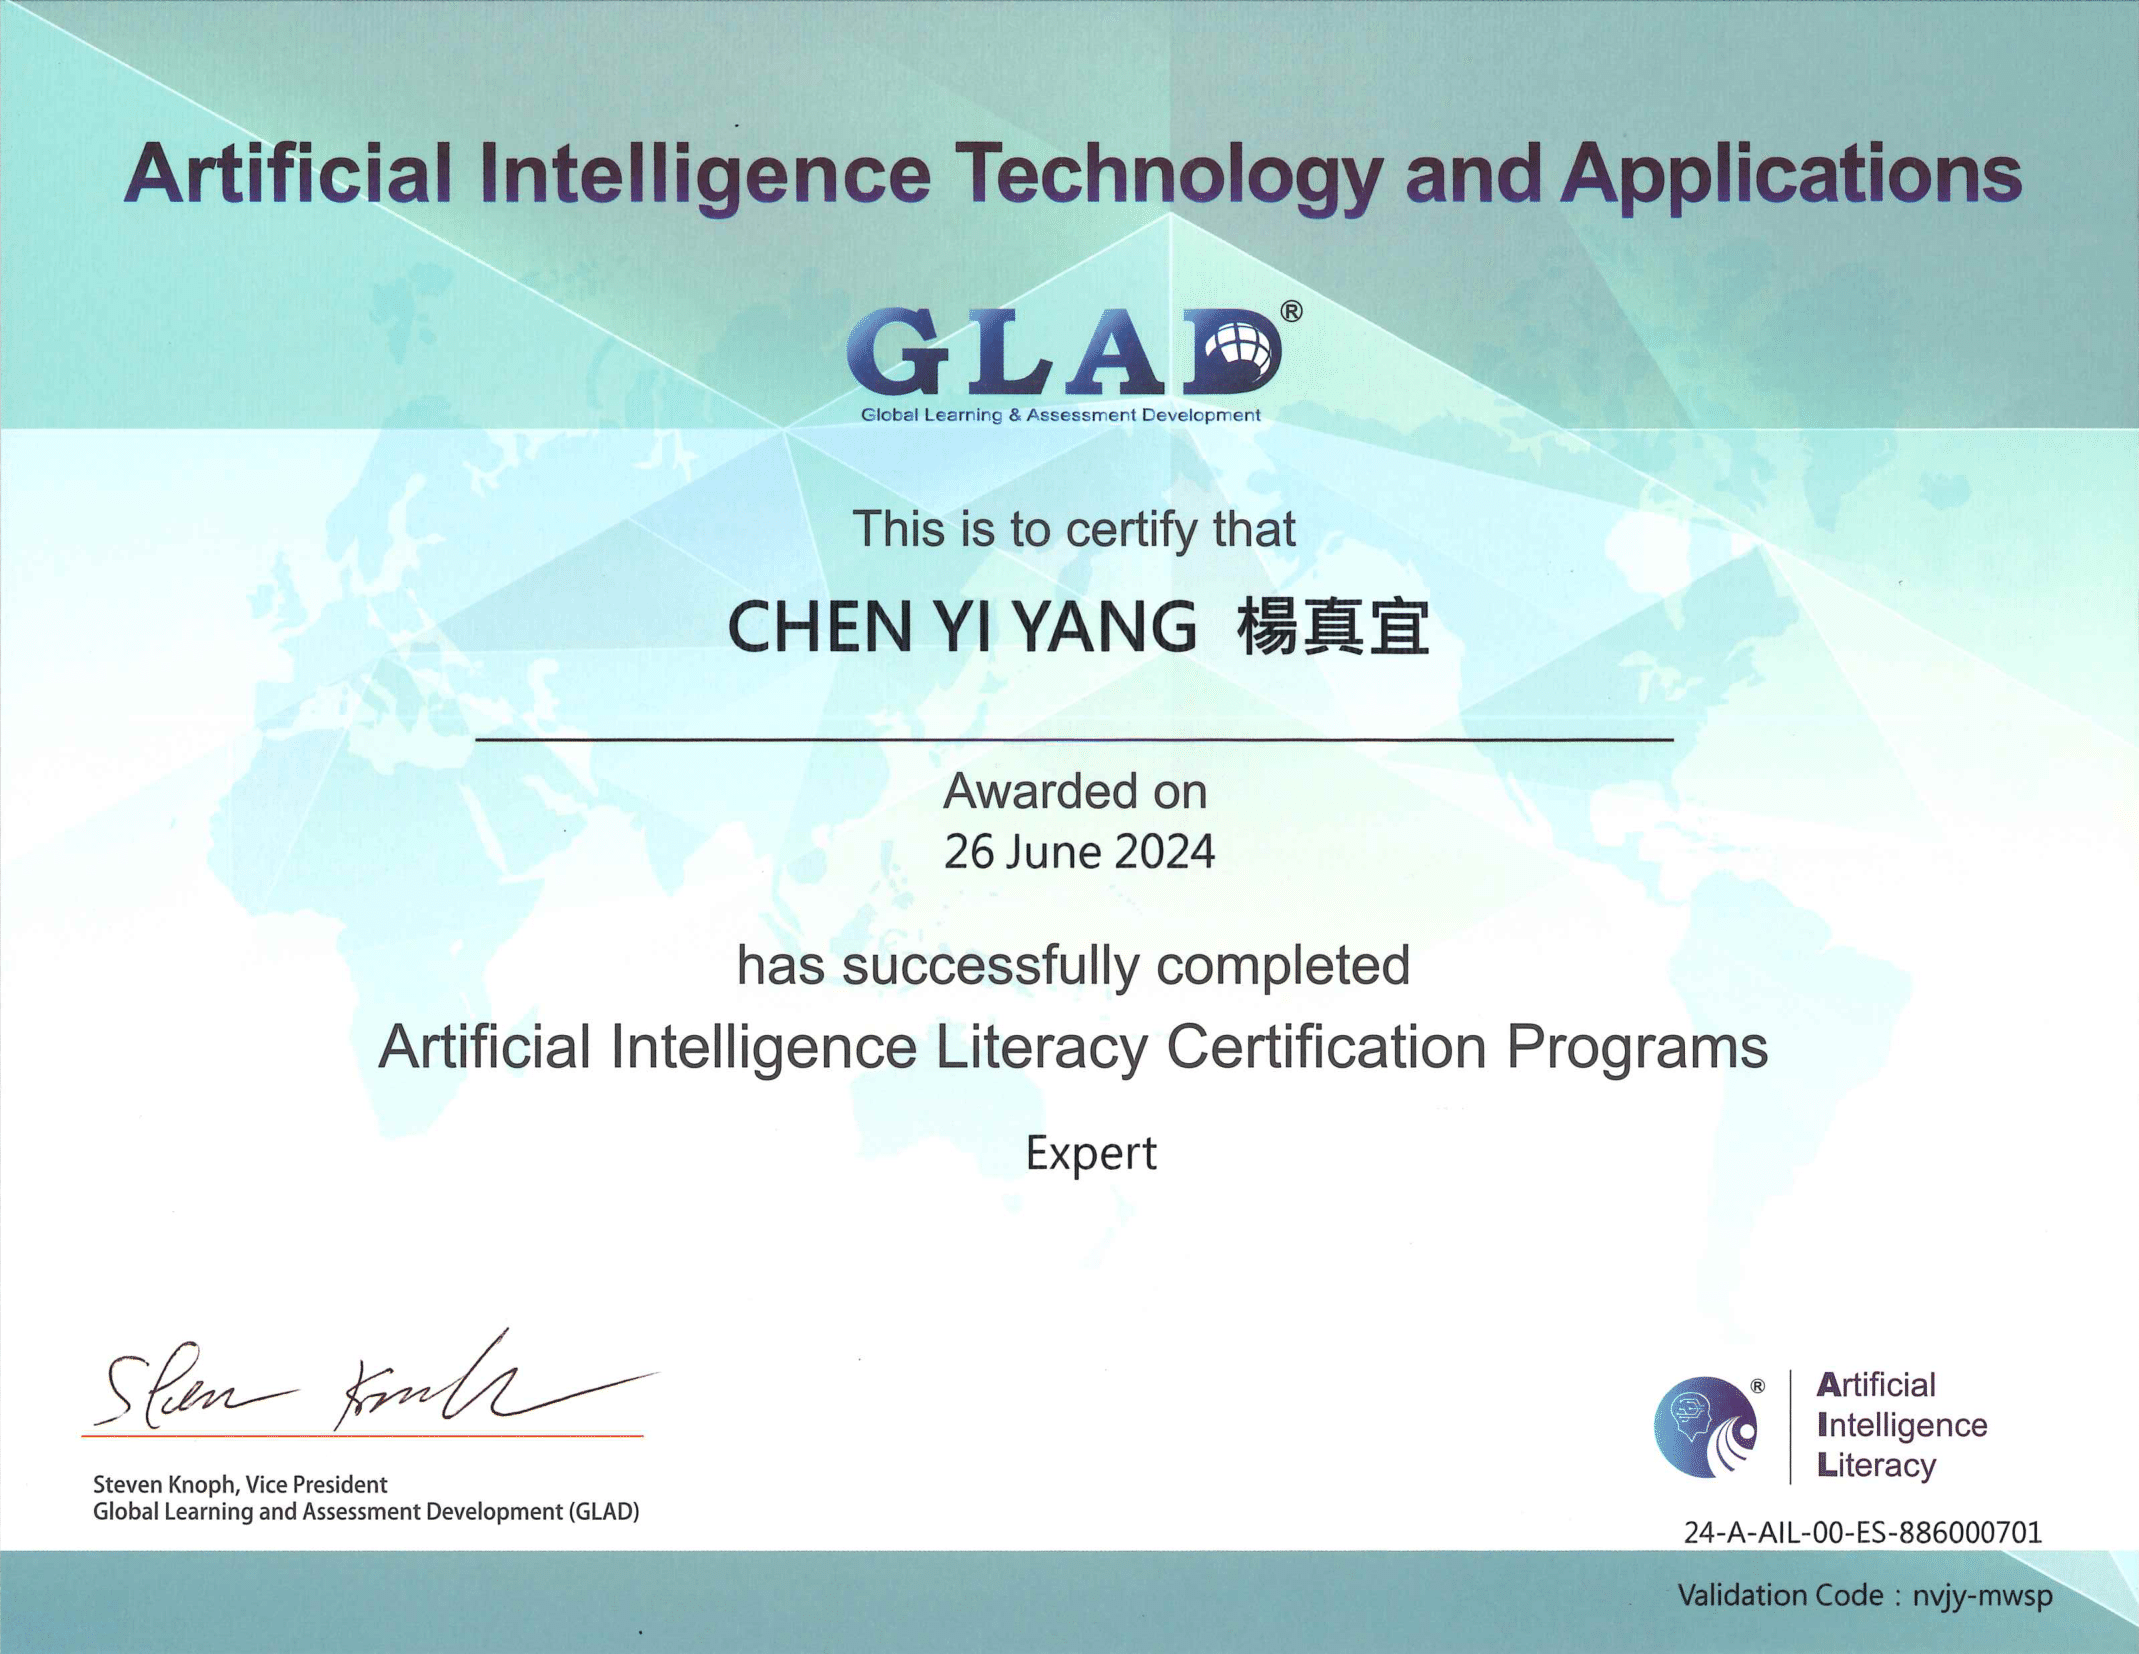 Artificial Intelligence Technology and Applications
GLAD®
Global Learning & Assessment Development
This is to certify that
CHEN YI YANG 楊真宜
Awarded on
26 June 2024
has successfully completed
Artificial Intelligence Literacy Certification Programs
Expert
Steven Knoph
Steven Knoph, Vice President
Global Learning and Assessment Development (GLAD)
®
Artificial
Intelligence
Literacy
24-A-AIL-00-ES-886000701
Validation Code : nvjy-mwsp